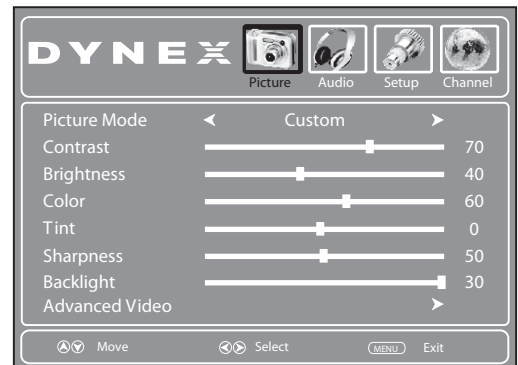 DYNEX
Picture Audio Setup Channel
Picture Mode Custom
Contrast 70
Brightness 40
Color 60
Tint 0
Sharpness 50
Backlight 30
Advanced Video
Move Select MENU Exit